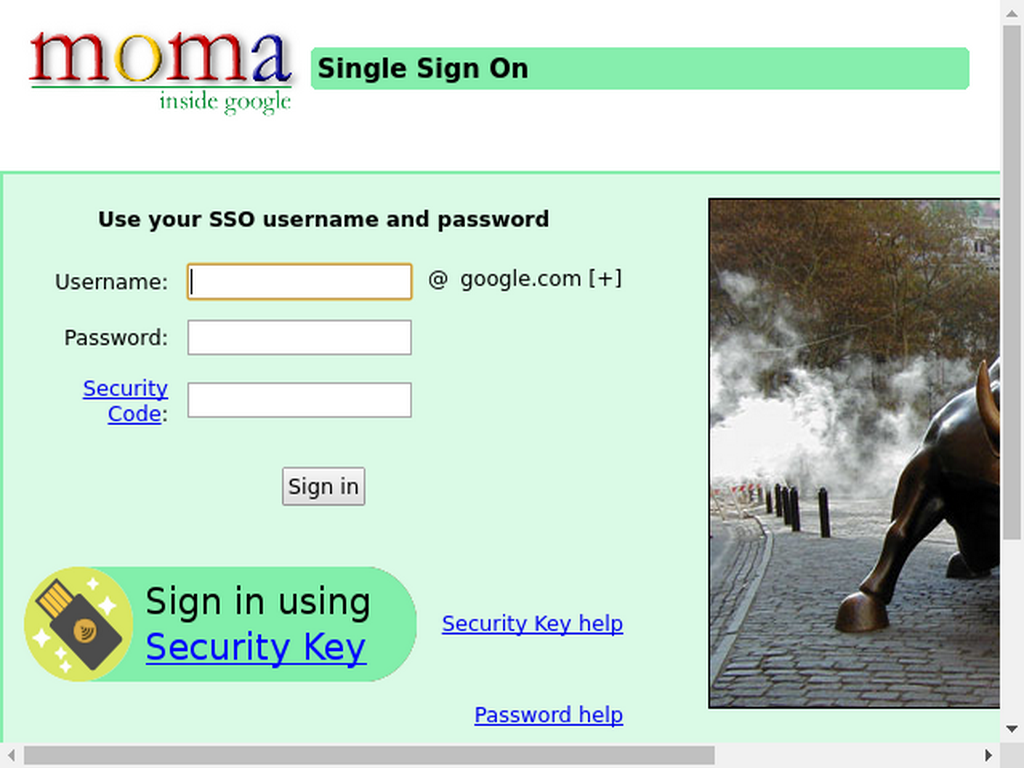 moma
inside google
Single Sign On
Use your SSO username and password
Username:
@ google.com [+]
Password:
Security
Code:
Sign in
Sign in using
Security Key
Security Key help
Password help